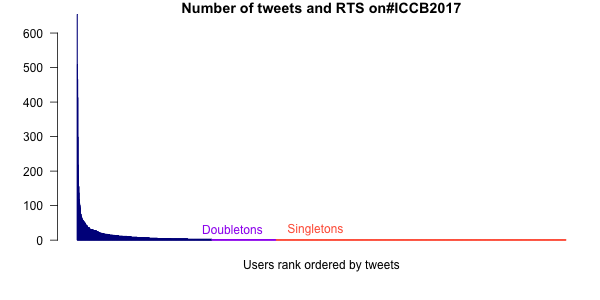 Number of tweets and RTS on#ICCB2017
600
500
400
300
200
100
0
Doubletons
Singletons
Users rank ordered by tweets